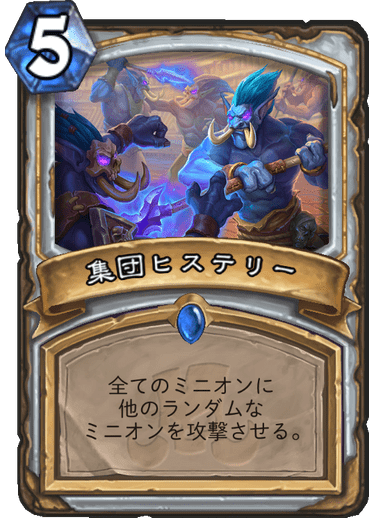 5
集団ヒステリー
全てのミニオンに
他のランダムな
ミニオンを攻撃させる。